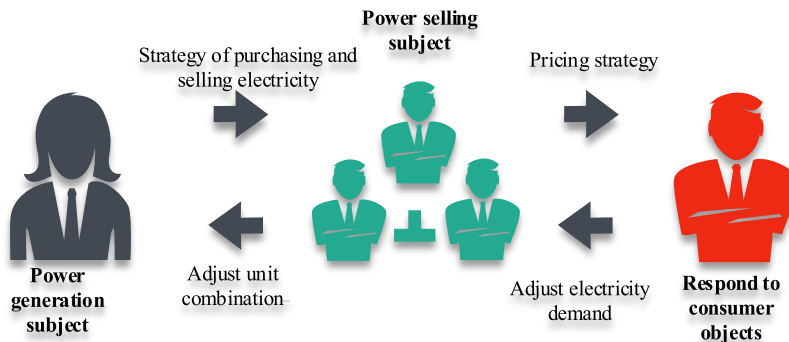 Power selling
subject
Strategy of purchasing and
selling electricity
Pricing strategy
Adjust unit
combination
Adjust electricity
demand
Power
generation
subject
Respond to
consumer
objects